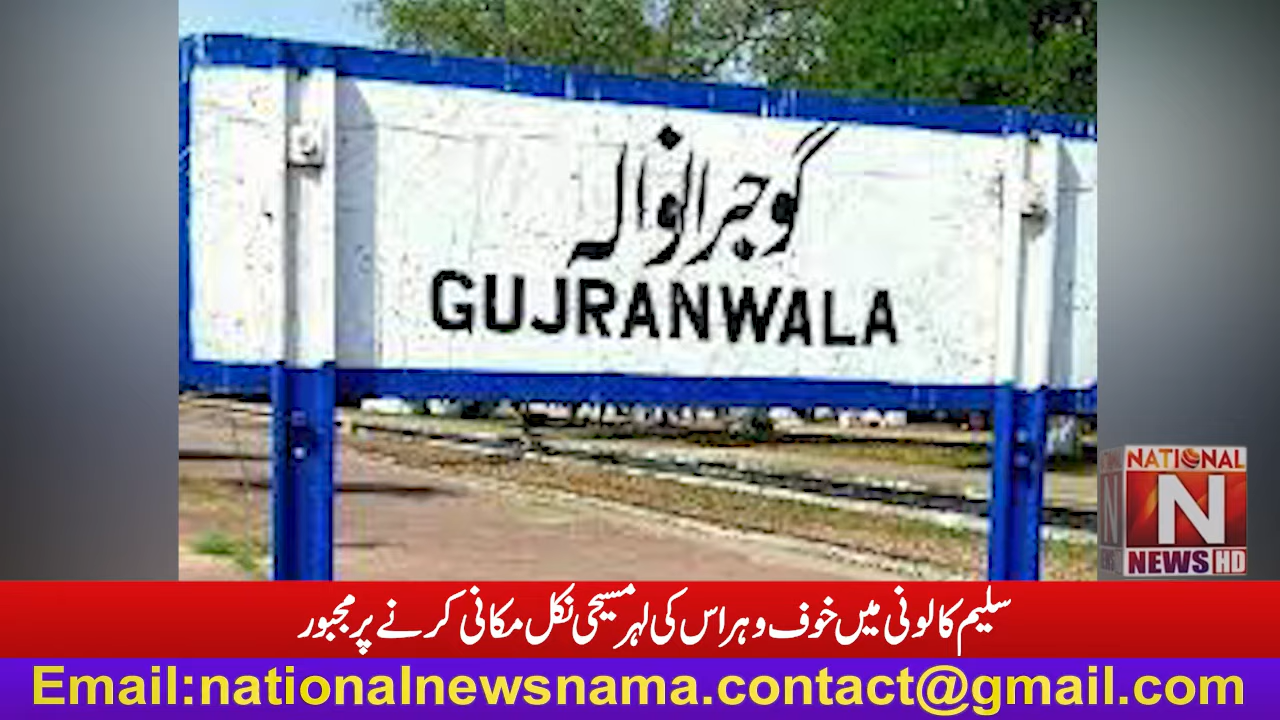 گوجرانوالہ
GUJRANWALA
NATIONAL
N
N
NEWS HD
سلیم کالونی میں خوف وہراس کی لہر مسیحی نکل مکانی کرنے پر مجبور
Email:nationalnewsnama.contact@gmail.com